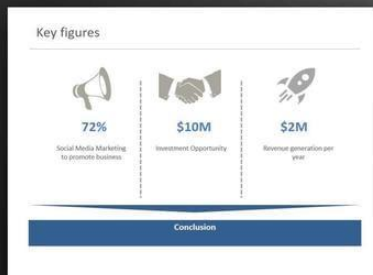 Key figures
72%
Social Media Marketing
to promote business
$10M
Investment Opportunity
$2M
Revenue generation per
year
Conclusion